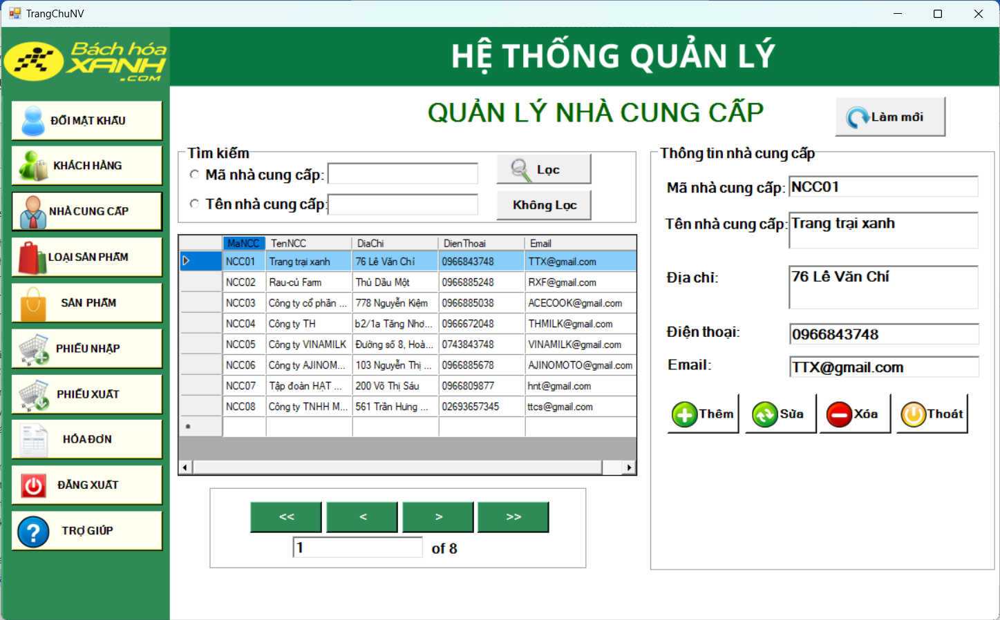 TrangChuNV
Bách hóa
XANH
.COM
HỆ THỐNG QUẢN LÝ
ĐỔI MẬT KHẨU
KHÁCH HÀNG
NHÀ CUNG CẤP
LOẠI SẢN PHẨM
SẢN PHẨM
PHIẾU NHẬP
PHIẾU XUẤT
HÓA ĐƠN
ĐĂNG XUẤT
TRỢ GIÚP
QUẢN LÝ NHÀ CUNG CẤP
Làm mới
Tìm kiếm
Mã nhà cung cấp:
Lọc
Tên nhà cung cấp:
Không Lọc
MaNCC TenNCC DiaChi DienThoai Email
NCC01 Trang trại xanh 76 Lê Văn Chí 0966843748 TTX@gmail.com
NCC02 Rau-củ Farm Thủ Dầu Một 0966885248 RXF@gmail.com
NCC03 Công ty cổ phần ... 778 Nguyễn Kiệm 0966885038 ACECOOK@gmail.com
NCC04 Công ty TH b2/1a Tăng Nhơ... 0966672048 THMILK@gmail.com
NCC05 Công ty VINAMILK Đường số 8, Hoà... 0743843748 VINAMILK@gmail.com
NCC06 Công ty AJINOM... 103 Nguyễn Thị ... 0966885678 AJINOMOTO@gmail.com
NCC07 Tập đoàn HẠT ... 200 Võ Thị Sáu 0966809877 hnt@gmail.com
NCC08 Công ty TNHH M... 561 Trần Hưng ... 02693657345 ttcs@gmail.com
<< < > >>
1 of 8
Thông tin nhà cung cấp
Mã nhà cung cấp: NCC01
Tên nhà cung cấp: Trang trại xanh
Địa chỉ: 76 Lê Văn Chí
Điện thoại: 0966843748
Email: TTX@gmail.com
Thêm Sửa Xóa Thoát